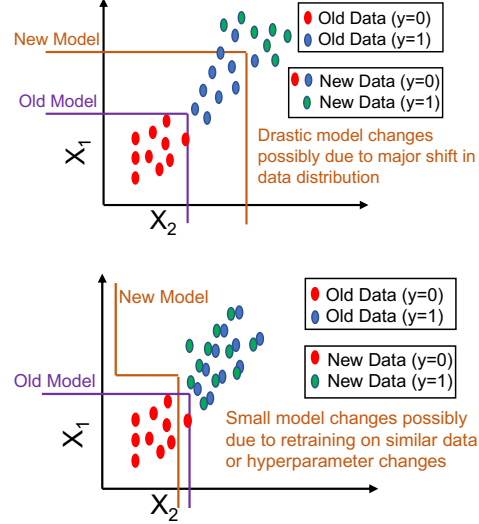 Old Data (y=0)
Old Data (y=1)
New Model
New Data (y=0)
New Data (y=1)
Old Model
X1
Drastic model changes
possibly due to major shift in
data distribution
X2
New Model
Old Data (y=0)
Old Data (y=1)
New Data (y=0)
New Data (y=1)
Old Model
X1
Small model changes possibly
due to retraining on similar data
or hyperparameter changes
X2